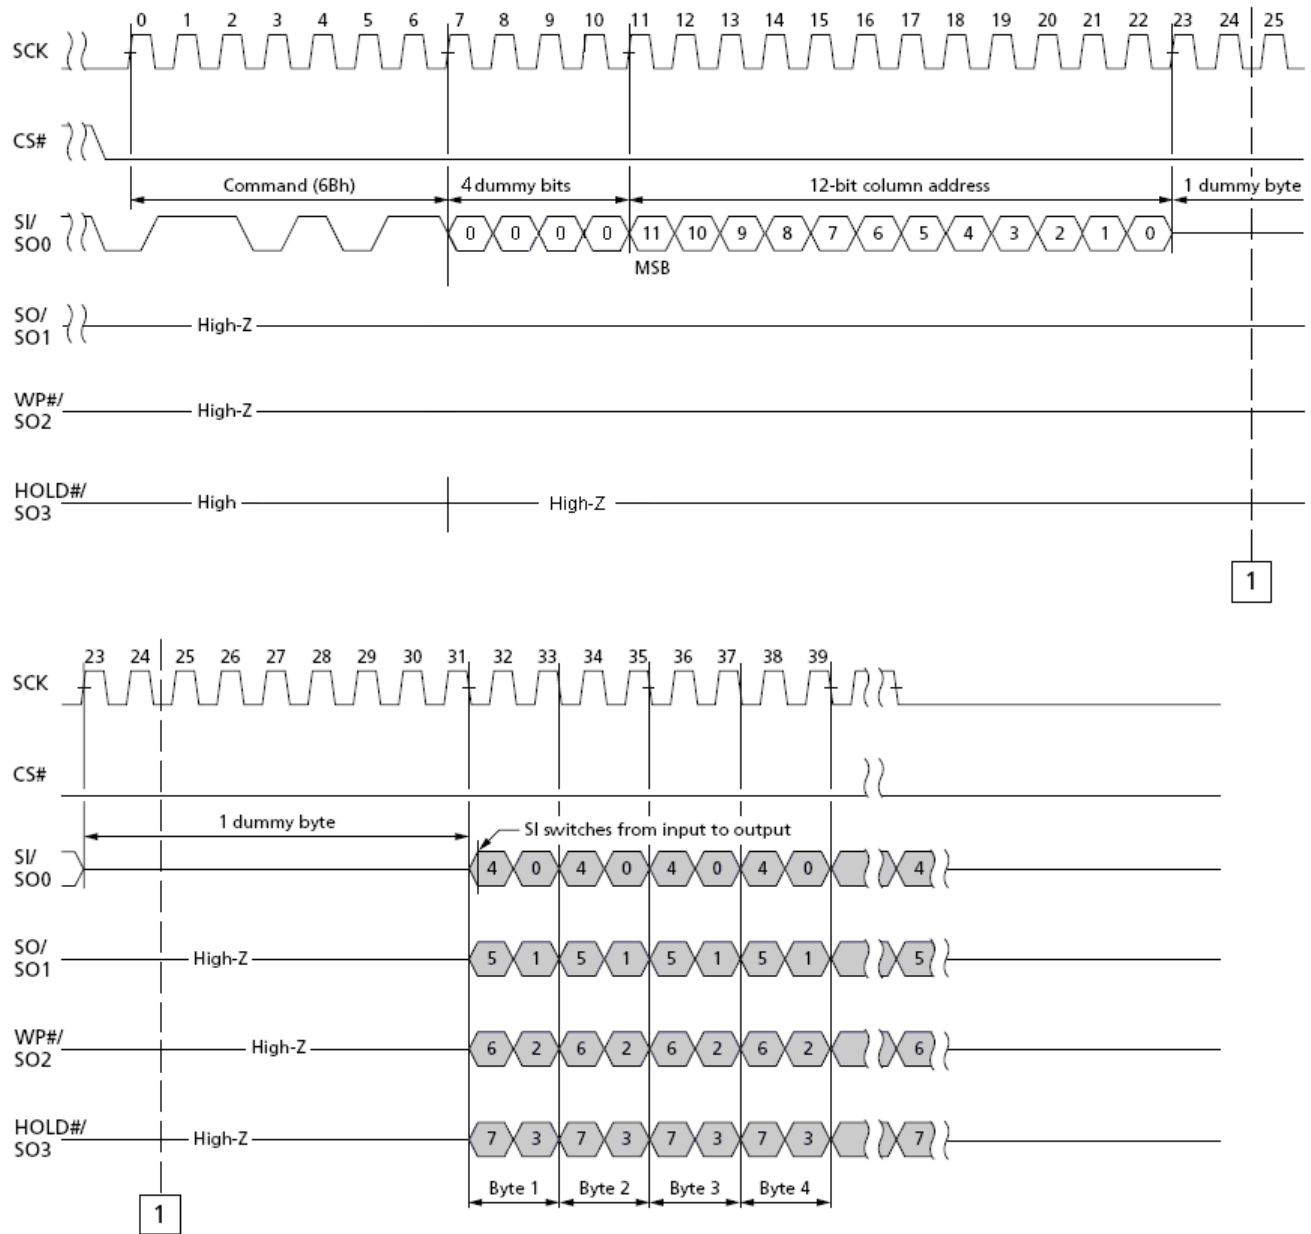 0 1 2 3 4 5 6 7 8 9 10 11 12 13 14 15 16 17 18 19 20 21 22 23 24 25
SCK
CS#
Command (6Bh) 4 dummy bits 12-bit column address 1 dummy byte
SI/
SO0
0 0 0 0 11 10 9 8 7 6 5 4 3 2 1 0
MSB
SO/
SO1
High-Z
WP#/
SO2
High-Z
HOLD#/
SO3
High High-Z
1
23 24 25 26 27 28 29 30 31 32 33 34 35 36 37 38 39
SCK
CS#
1 dummy byte
SI switches from input to output
SI/
SO0
4 0 4 0 4 0 4 0 4
SO/
SO1
High-Z 5 1 5 1 5 1 5 1 5
WP#/
SO2
High-Z 6 2 6 2 6 2 6 2 6
HOLD#/
SO3
High-Z 7 3 7 3 7 3 7 3 7
Byte 1 Byte 2 Byte 3 Byte 4
1